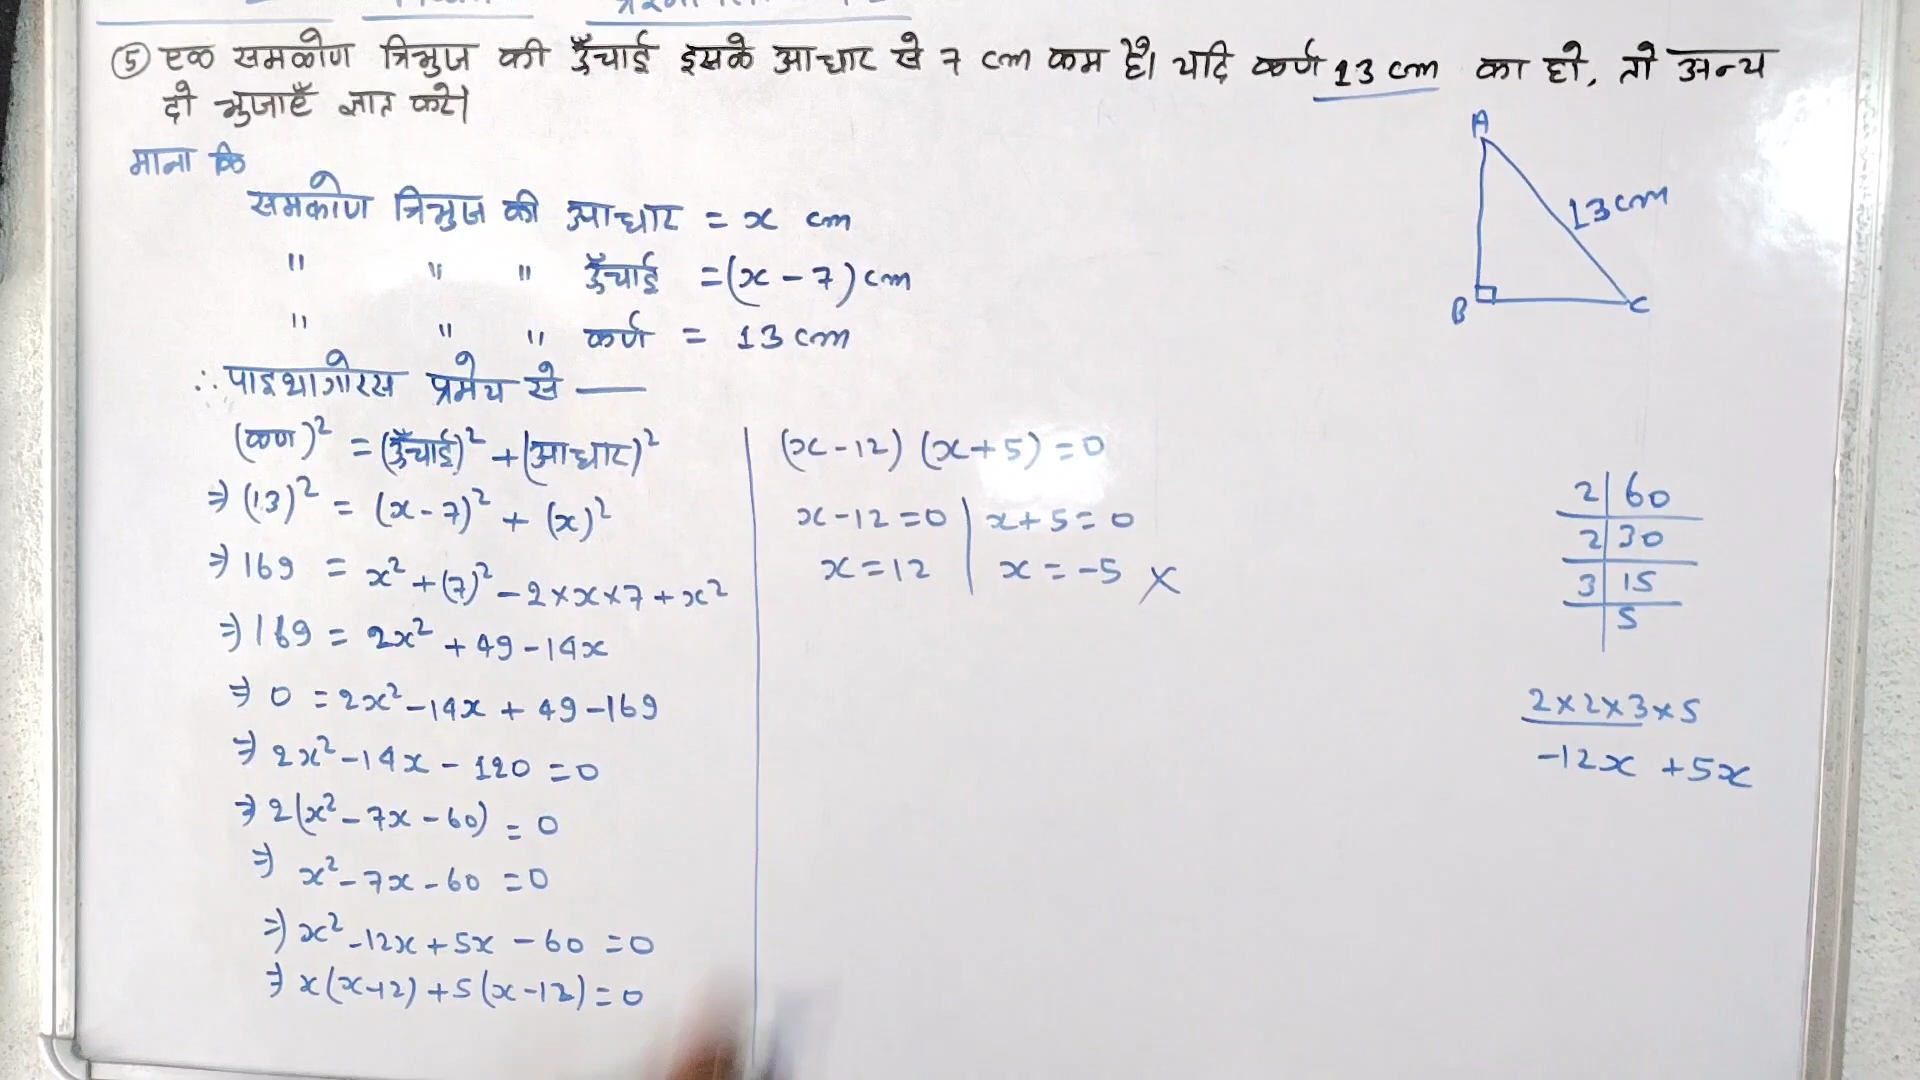 ⑤ एक समकोण त्रिभुज की ऊँचाई इसके आधार से 7 cm कम है। यदि कर्ण 13 cm का हो, तो अन्य
दो भुजाएँ ज्ञात करे।
माना कि
समकोण त्रिभुज की आधार = x cm
" " " ऊँचाई = (x - 7) cm
" " " कर्ण = 13 cm
∴ पाइथागोरस प्रमेय से —
(कण)² = (ऊँचाई)² + (आधार)²
⇒ (13)² = (x - 7)² + (x)²
⇒ 169 = x² + (7)² - 2×x×7 + x²
⇒ 169 = 2x² + 49 - 14x
⇒ 0 = 2x² - 14x + 49 - 169
⇒ 2x² - 14x - 120 = 0
⇒ 2(x² - 7x - 60) = 0
⇒ x² - 7x - 60 = 0
⇒ x² - 12x + 5x - 60 = 0
⇒ x(x-12) + 5(x-12) = 0
(x - 12) (x + 5) = 0
x - 12 = 0 | x + 5 = 0
x = 12 | x = -5 ×
A
13 cm
B C
2 | 60
2 | 30
3 | 15
| 5
2×2×3×5
-12x +5x